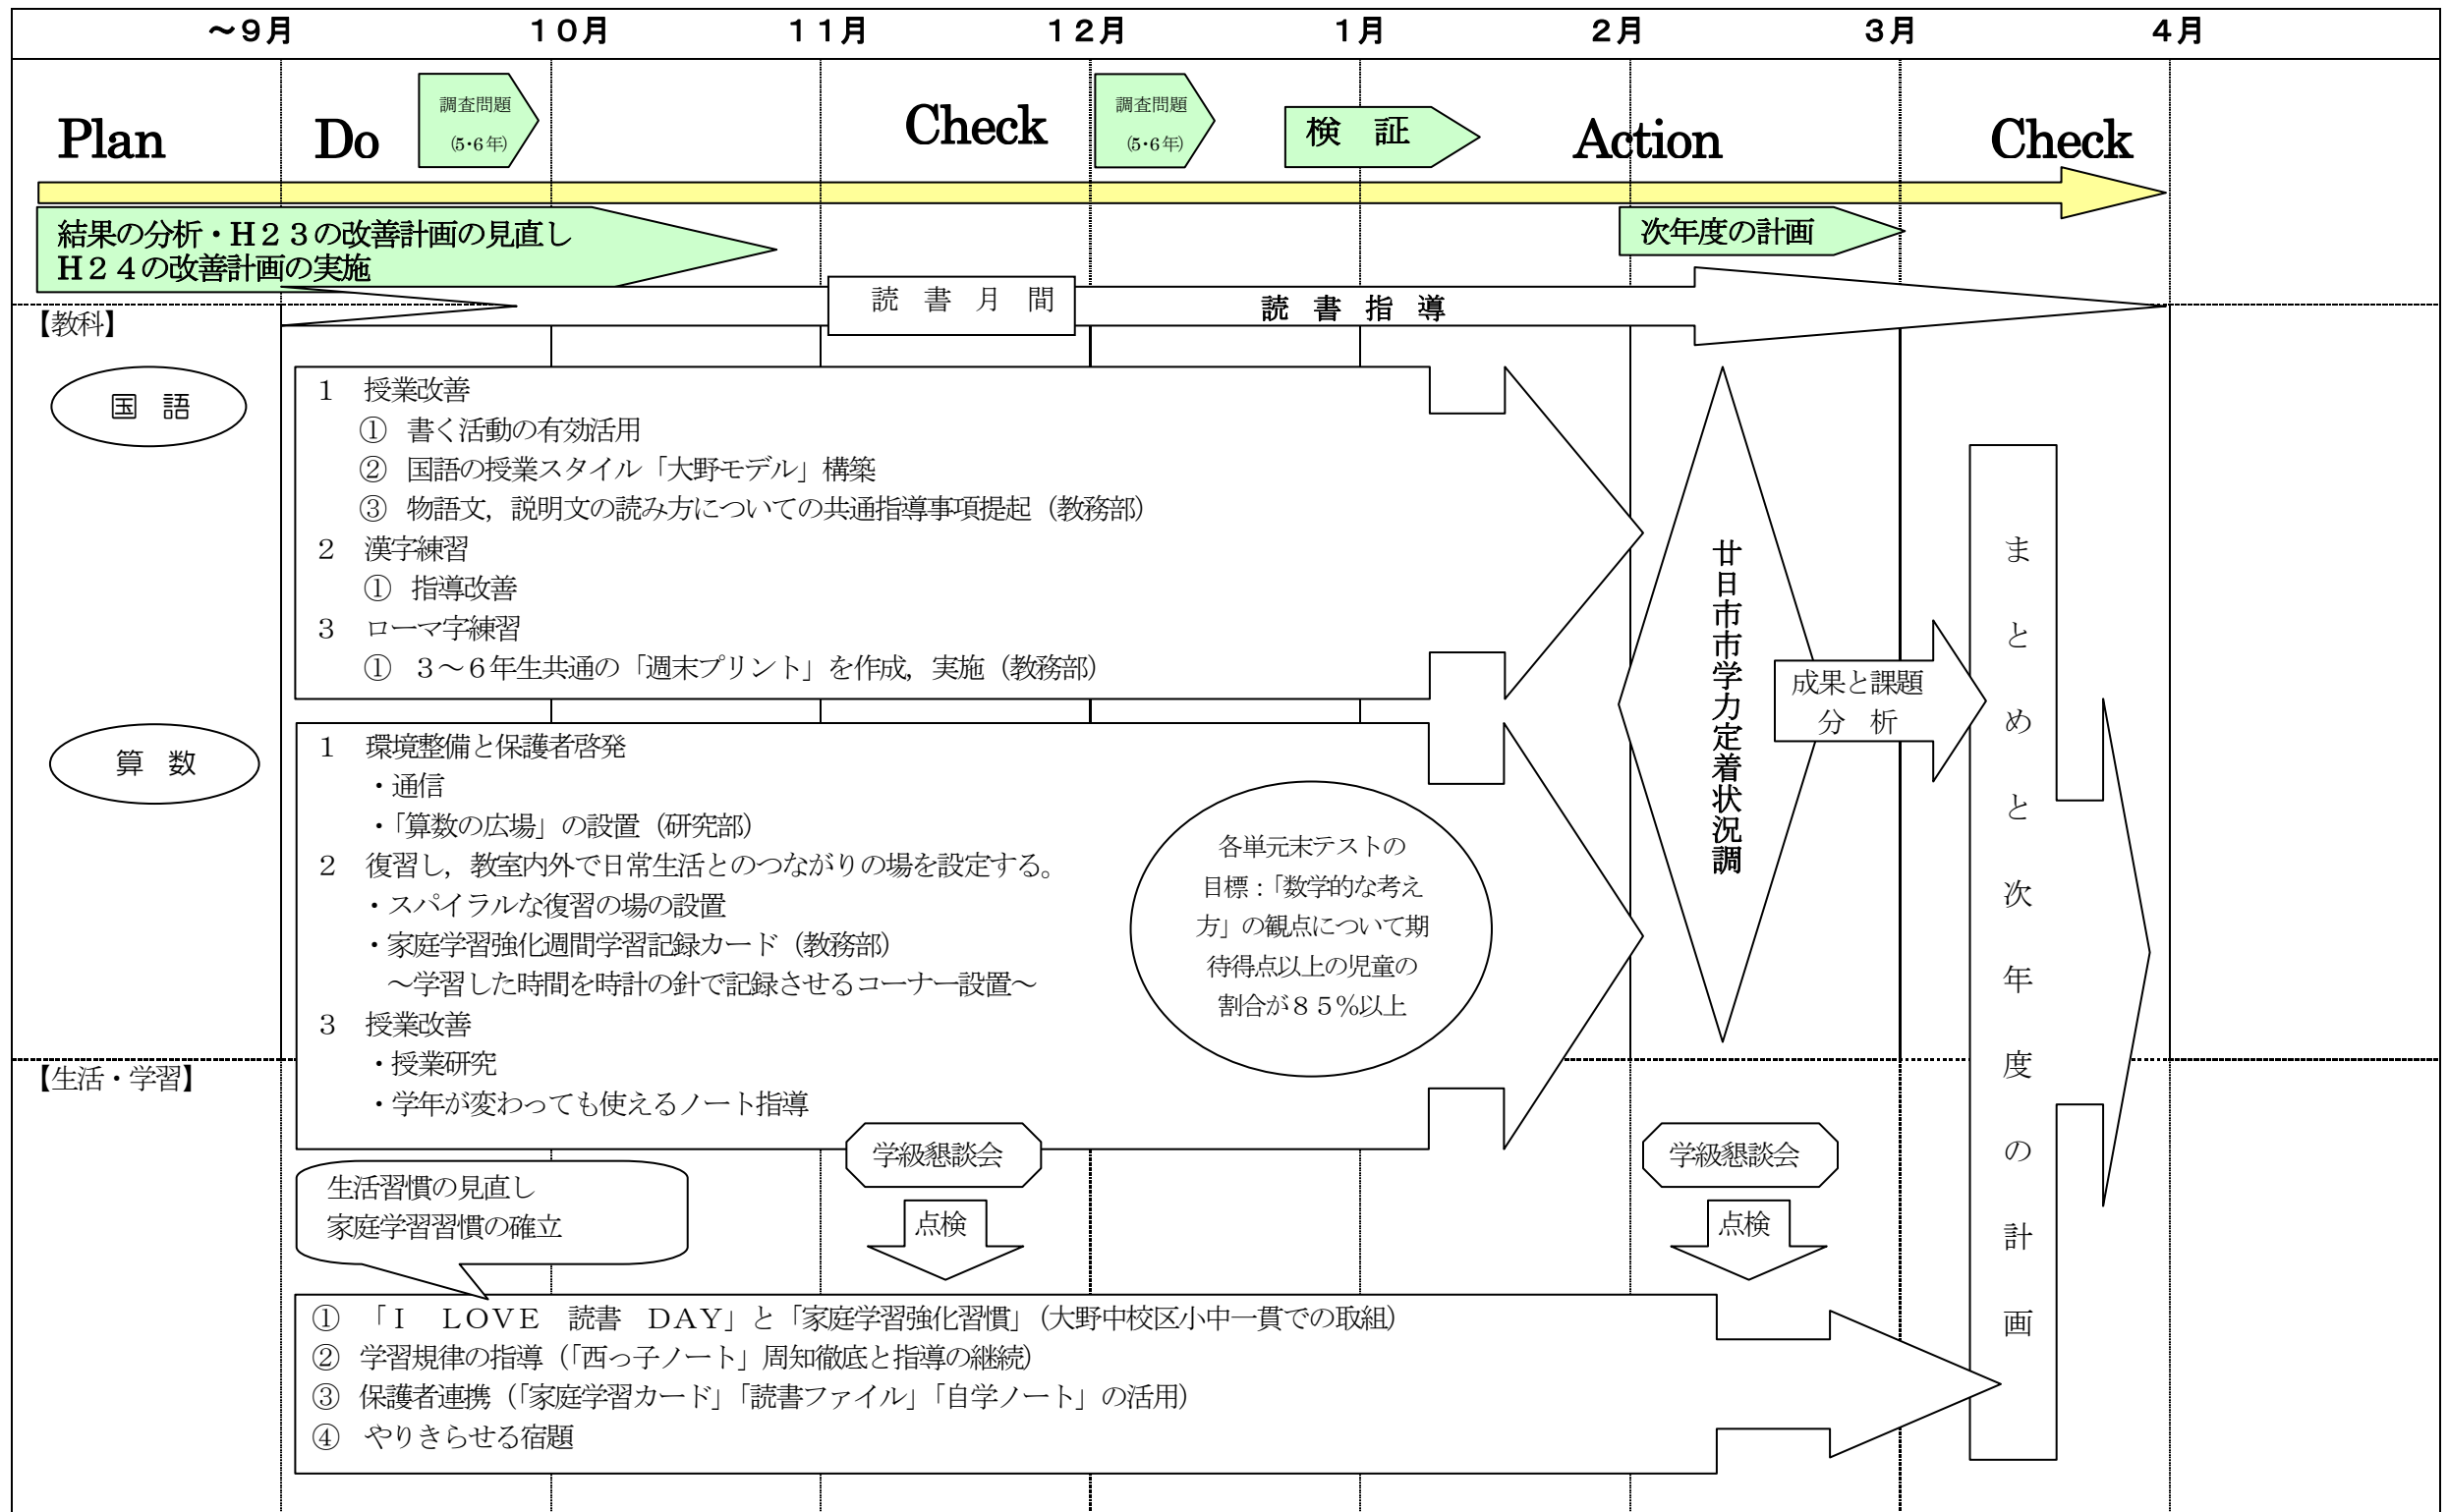 ～９月　１０月　１１月　１２月　１月　２月　３月　４月
Plan
Do
調査問題
(5・6年)
Check
調査問題
(5・6年)
検　証
Action
Check
結果の分析・H２３の改善計画の見直し
H２４の改善計画の実施
次年度の計画
読　書　月　間
読　書　指　導
【教科】
国　語
１　授業改善
①　書く活動の有効活用
②　国語の授業スタイル「大野モデル」構築
③　物語文，説明文の読み方についての共通指導事項提起（教務部）
２　漢字練習
①　指導改善
３　ローマ字練習
①　３～６年生共通の「週末プリント」を作成，実施（教務部）
算　数
１　環境整備と保護者啓発
・通信
・「算数の広場」の設置（研究部）
２　復習し，教室内外で日常生活とのつながりの場を設定する。
・スパイラルな復習の場の設置
・家庭学習強化週間学習記録カード（教務部）
～学習した時間を時計の針で記録させるコーナー設置～
３　授業改善
・授業研究
・学年が変わっても使えるノート指導
各単元末テストの
目標：「数学的な考え
方」の観点について期
待得点以上の児童の
割合が８５％以上
廿日市市学力定着状況調
成果と課題
分　析
まとめと次年度の計画
【生活・学習】
学級懇談会
点検
学級懇談会
点検
生活習慣の見直し
家庭学習習慣の確立
①　「Ｉ　ＬＯＶＥ　読書　ＤＡＹ」と「家庭学習強化習慣」（大野中校区小中一貫での取組）
②　学習規律の指導（「西っ子ノート」周知徹底と指導の継続）
③　保護者連携（「家庭学習カード」「読書ファイル」「自学ノート」の活用）
④　やりきらせる宿題